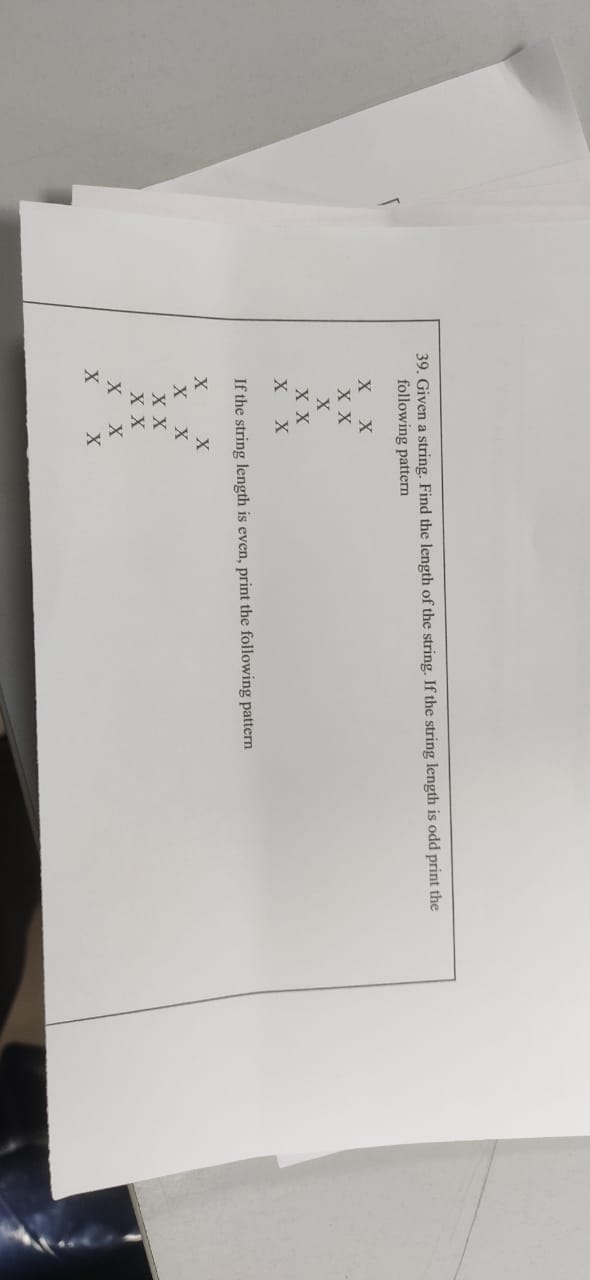 39. Given a string. Find the length of the string. If the string length is odd print the
following pattern
X X
X X
X
X X
X X
If the string length is even, print the following pattern
X X
X X
X X
X X
X X
X X